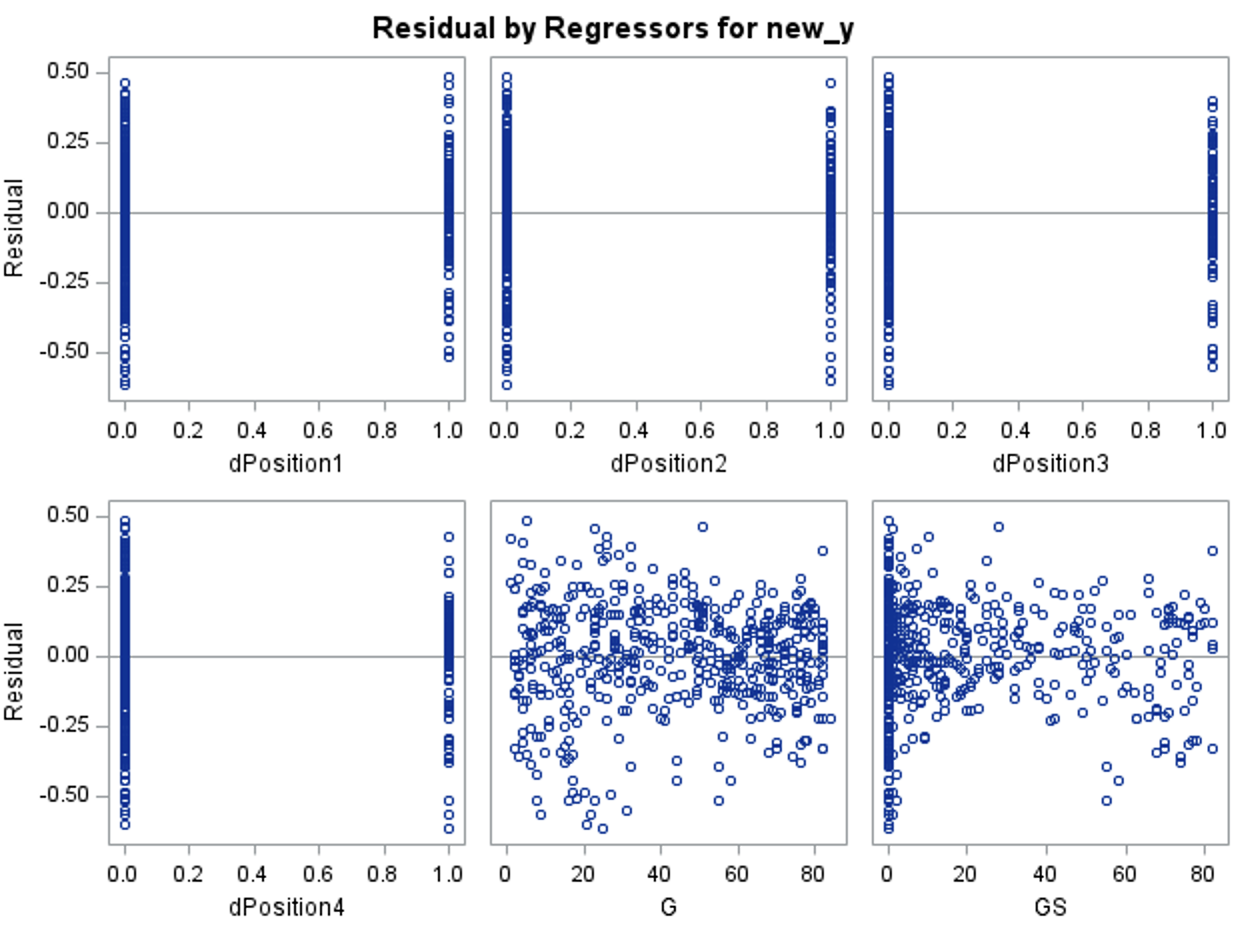 Residual by Regressors for new_y
Residual
0.50
0.25
0.00
-0.25
-0.50
0.0 0.2 0.4 0.6 0.8 1.0
dPosition1
0.0 0.2 0.4 0.6 0.8 1.0
dPosition2
0.0 0.2 0.4 0.6 0.8 1.0
dPosition3
Residual
0.50
0.25
0.00
-0.25
-0.50
0.0 0.2 0.4 0.6 0.8 1.0
dPosition4
0 20 40 60 80
G
0 20 40 60 80
GS